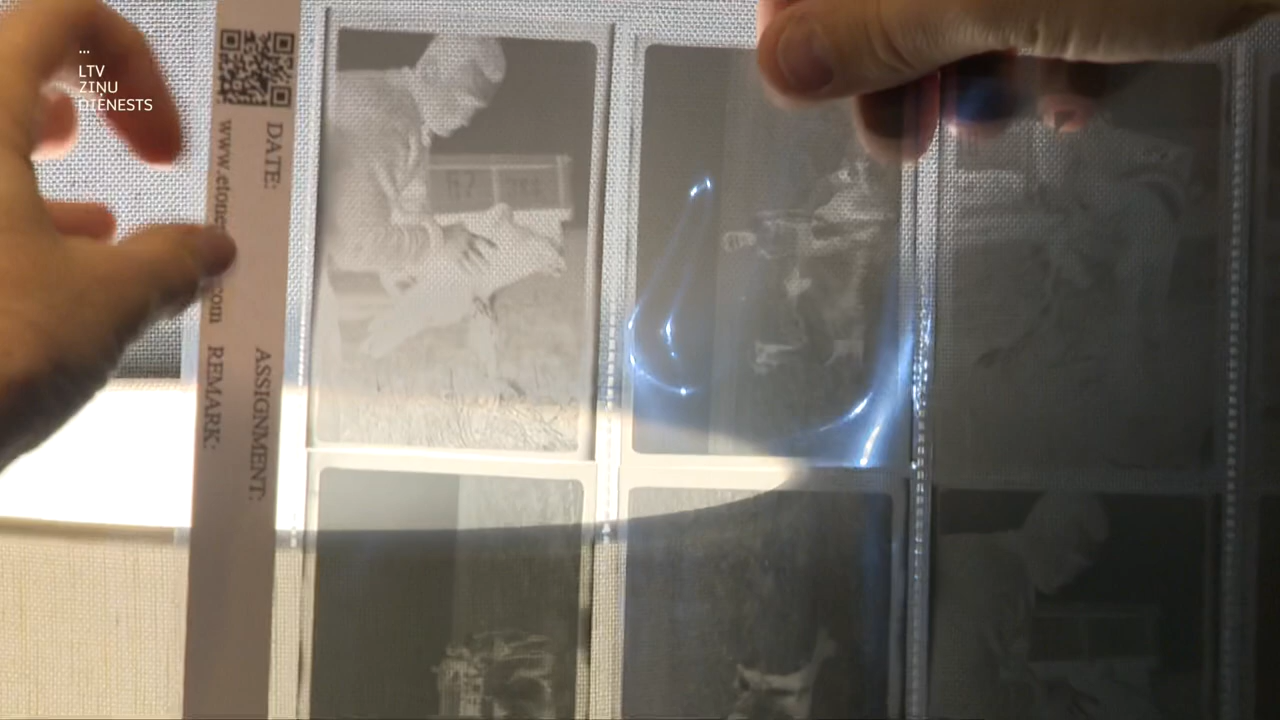 ...
LTV
ZIŅU
DIENESTS
DATE:
ASSIGNMENT:
REMARK: